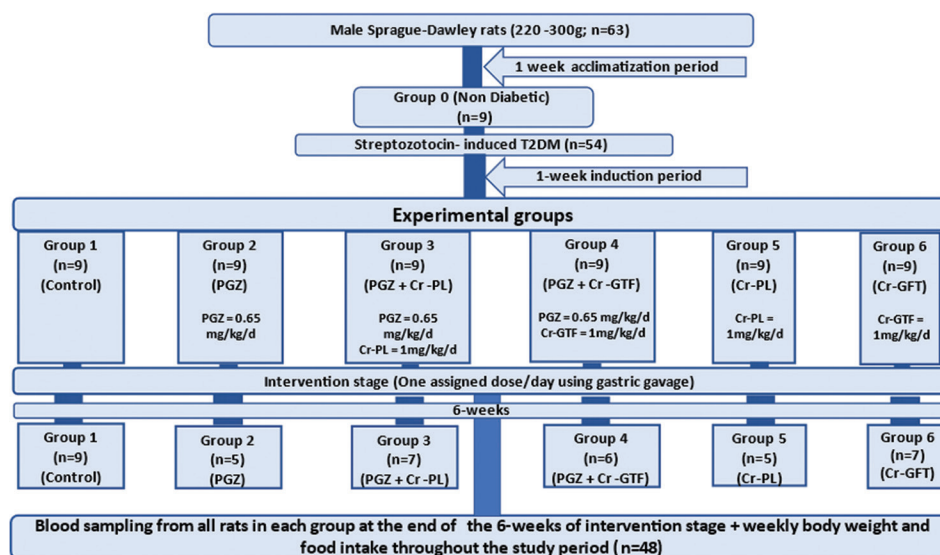 Male Sprague-Dawley rats (220 -300g; n=63)
1 week acclimatization period
Group 0 (Non Diabetic)
(n=9)
Streptozotocin- induced T2DM (n=54)
1-week induction period
Experimental groups
Group 1
(n=9)
(Control)
Group 2
(n=9)
(PGZ)
PGZ = 0.65
mg/kg/d
Group 3
(n=9)
(PGZ + Cr -PL)
PGZ = 0.65
mg/kg/d
Cr-PL = 1mg/kg/d
Group 4
(n=9)
(PGZ + Cr -GTF)
PGZ = 0.65 mg/kg/d
Cr-GTF = 1mg/kg/d
Group 5
(n=9)
(Cr-PL)
Cr-PL =
1mg/kg/d
Group 6
(n=9)
(Cr-GFT)
Cr-GTF =
1mg/kg/d
Intervention stage (One assigned dose/day using gastric gavage)
6-weeks
Group 1
(n=9)
(Control)
Group 2
(n=5)
(PGZ)
Group 3
(n=7)
(PGZ + Cr -PL)
Group 4
(n=6)
(PGZ + Cr -GTF)
Group 5
(n=5)
(Cr-PL)
Group 6
(n=7)
(Cr-GFT)
Blood sampling from all rats in each group at the end of the 6-weeks of intervention stage + weekly body weight and
food intake throughout the study period ( n=48)